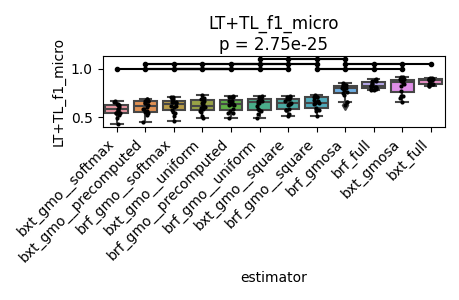 LT+TL_f1_micro
p = 2.75e-25
LT+TL_f1_micro
1.0
0.5
bxt_gmo__softmax
bxt_gmo__precomputed
brf_gmo__softmax
bxt_gmo__uniform
brf_gmo__precomputed
brf_gmo__uniform
bxt_gmo__square
brf_gmo__square
brf_gmosa
brf_full
bxt_gmosa
bxt_full
estimator